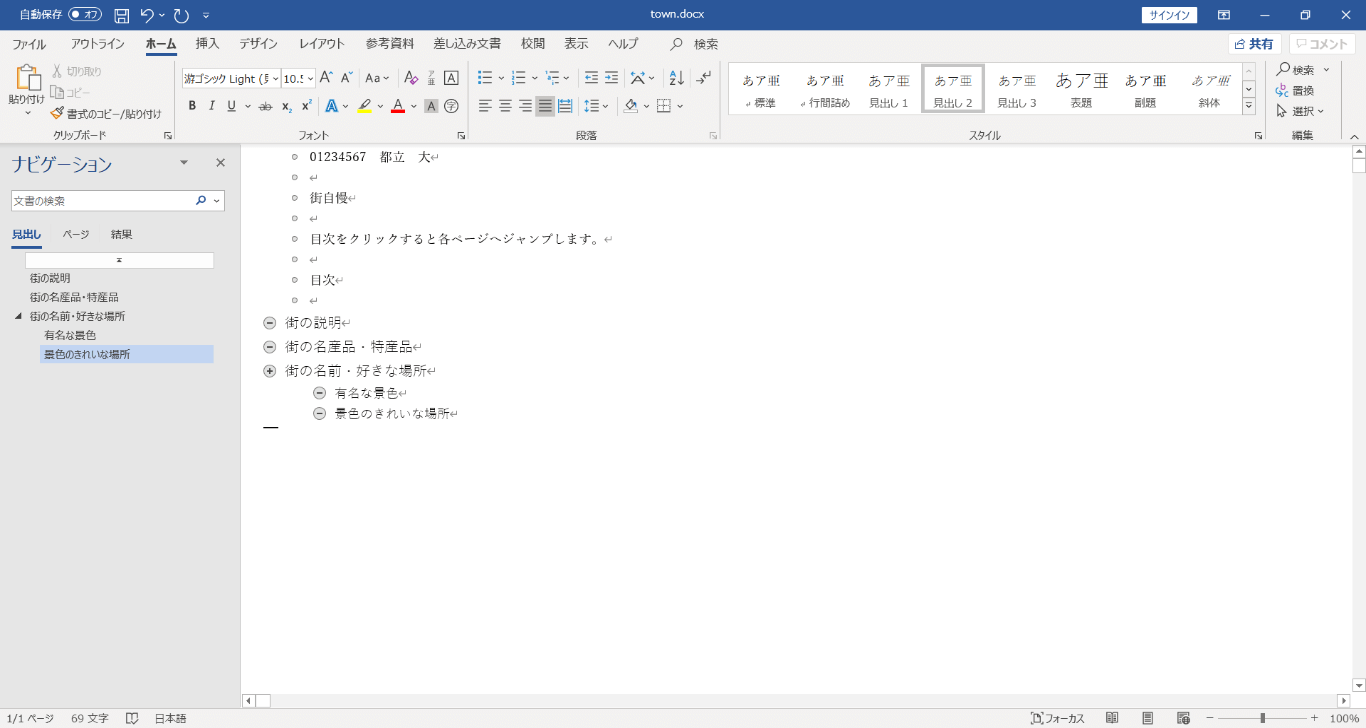 自動保存 オフ town.docx サインイン
ファイル アウトライン ホーム 挿入 デザイン レイアウト 参考資料 差し込み文書 校閲 表示 ヘルプ 検索 共有 コメント
貼り付け 切り取り コピー 書式のコピー/貼り付け
クリップボード
游ゴシック Light (見 10.5 Aa
B I U ab x₂ x²
フォント
段落
あア亜 あア亜 あア亜 あア亜 あア亜 あア亜 あア亜 あア亜
標準 行間詰め 見出し 1 見出し 2 見出し 3 表題 副題 斜体
スタイル
検索
置換
選択
編集
ナビゲーション
文書の検索
見出し ページ 結果
街の説明
街の名産品・特産品
街の名前・好きな場所
有名な景色
景色のきれいな場所
01234567 都立 大
街自慢
目次をクリックすると各ページへジャンプします。
目次
街の説明
街の名産品・特産品
街の名前・好きな場所
有名な景色
景色のきれいな場所
1/1 ページ 69 文字 日本語 フォーカス 100%